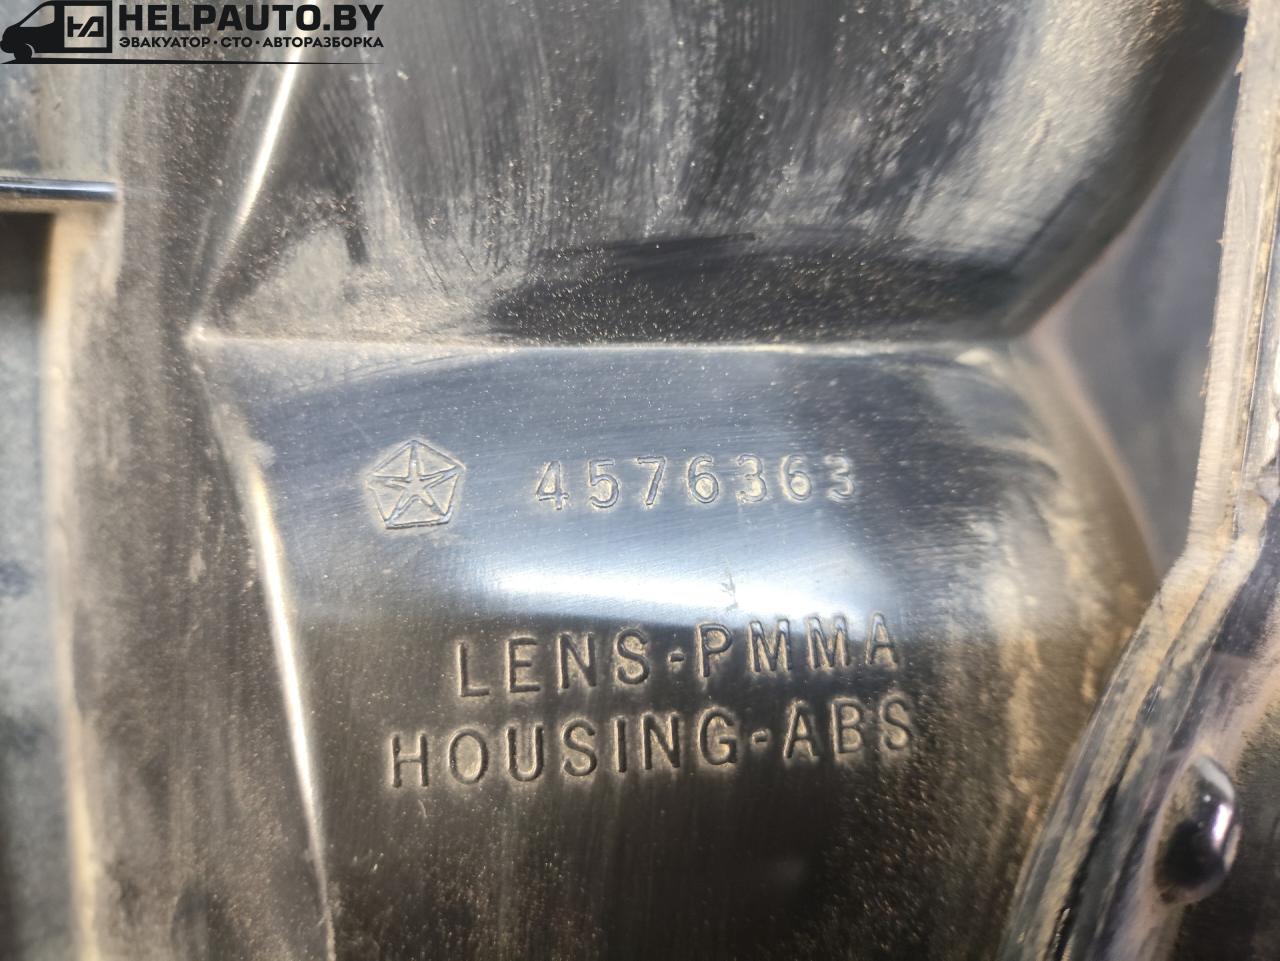 HELPAUTO.BY
ЭВАКУАТОР · СТО · АВТОРАЗБОРКА
4576363
LENS-PMMA
HOUSING-ABS